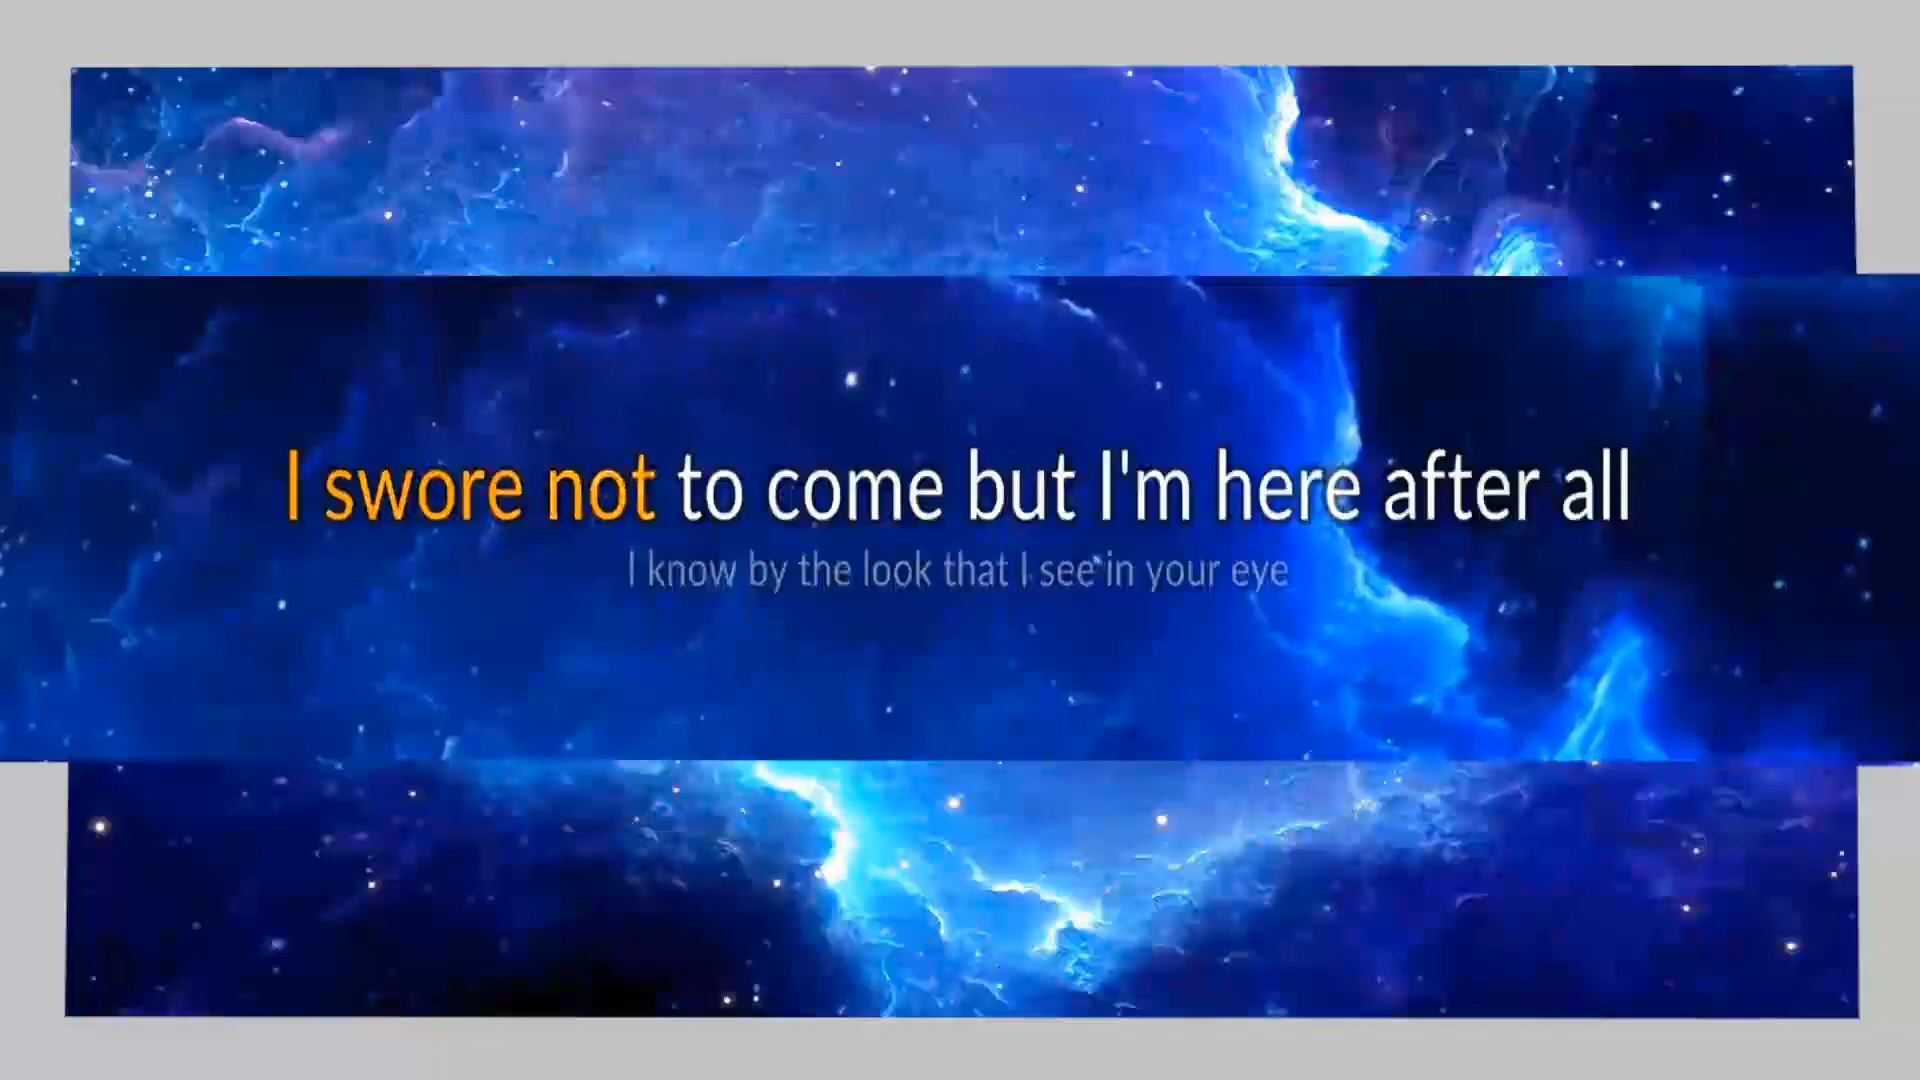 I swore not to come but I'm here after all
I know by the look that I see in your eye